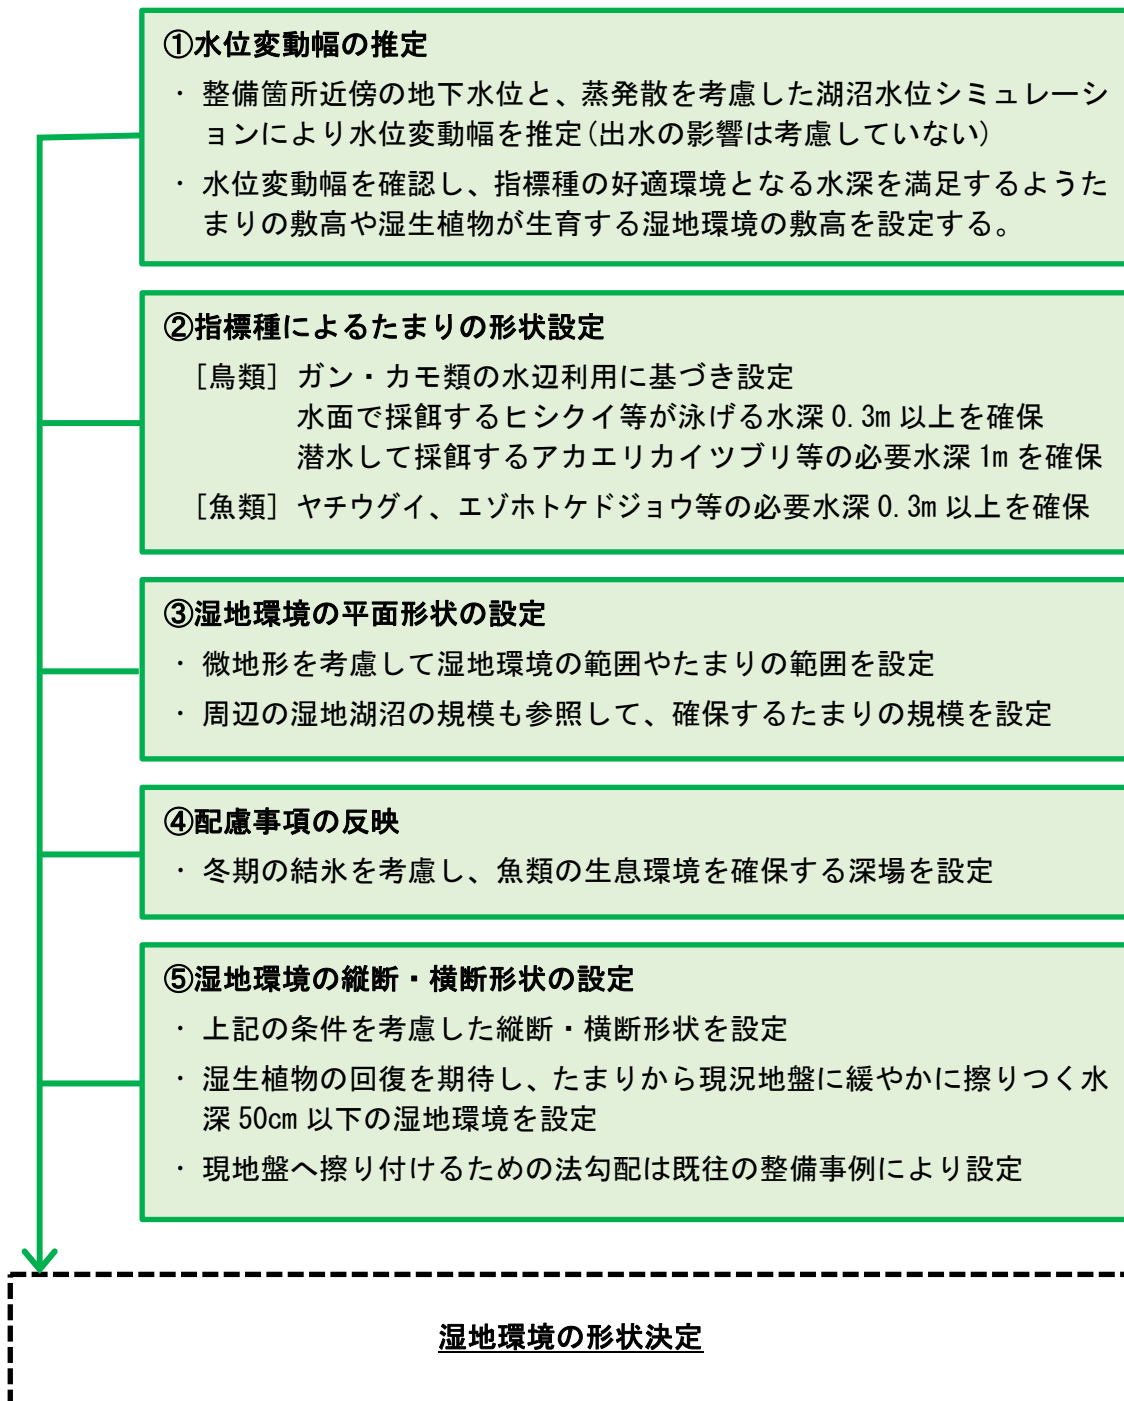 ①水位変動幅の推定
・ 整備箇所近傍の地下水位と、蒸発散を考慮した湖沼水位シミュレーシ
ョンにより水位変動幅を推定(出水の影響は考慮していない)
・ 水位変動幅を確認し、指標種の好適環境となる水深を満足するようた
まりの敷高や湿生植物が生育する湿地環境の敷高を設定する。
②指標種によるたまりの形状設定
[鳥類] ガン・カモ類の水辺利用に基づき設定
水面で採餌するヒシクイ等が泳げる水深 0.3m 以上を確保
潜水して採餌するアカエリカイツブリ等の必要水深 1m を確保
[魚類] ヤチウグイ、エゾホトケドジョウ等の必要水深 0.3m 以上を確保
③湿地環境の平面形状の設定
・ 微地形を考慮して湿地環境の範囲やたまりの範囲を設定
・ 周辺の湿地湖沼の規模も参照して、確保するたまりの規模を設定
④配慮事項の反映
・ 冬期の結氷を考慮し、魚類の生息環境を確保する深場を設定
⑤湿地環境の縦断・横断形状の設定
・ 上記の条件を考慮した縦断・横断形状を設定
・ 湿生植物の回復を期待し、たまりから現況地盤に緩やかに擦りつく水
深 50cm 以下の湿地環境を設定
・ 現地盤へ擦り付けるための法勾配は既往の整備事例により設定
湿地環境の形状決定